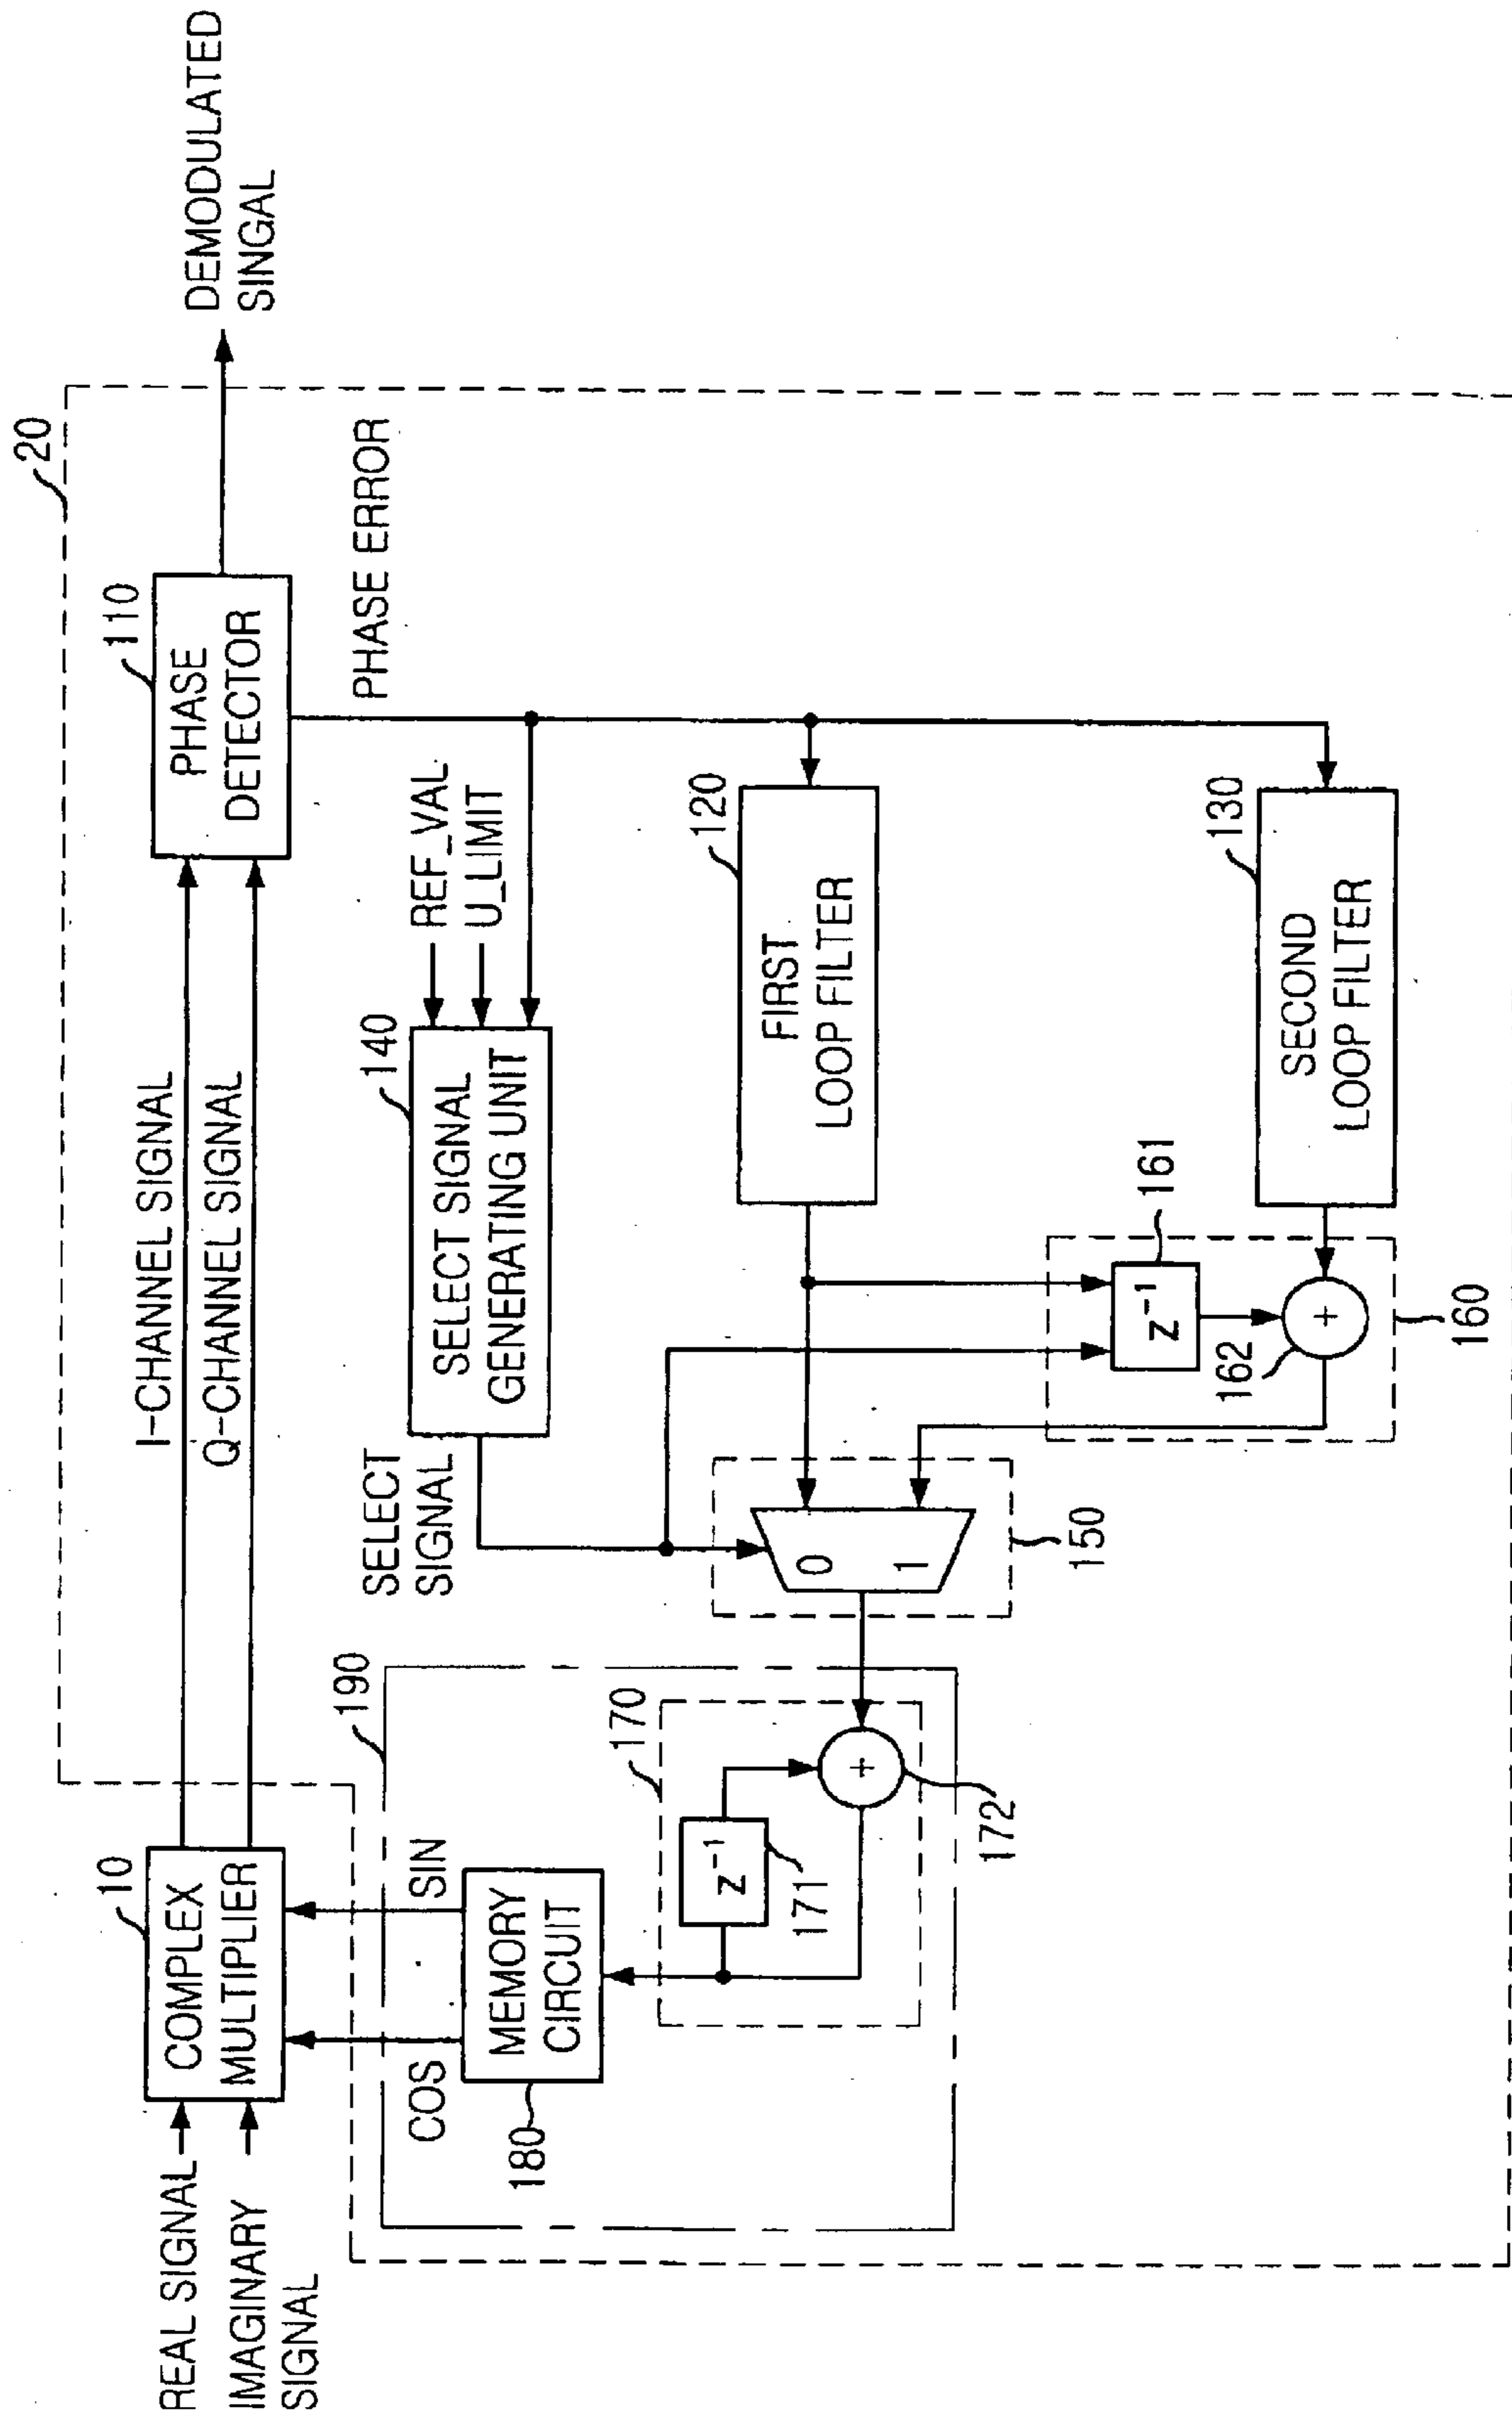 REAL SIGNAL
IMAGINARY
SIGNAL
10
COMPLEX
MULTIPLIER
COS
SIN
I-CHANNEL SIGNAL
Q-CHANNEL SIGNAL
110
PHASE
DETECTOR
20
DEMODULATED
SINGAL
PHASE ERROR
190
180
MEMORY
CIRCUIT
170
z⁻¹
171
+
172
SELECT
SIGNAL
140
SELECT SIGNAL
GENERATING UNIT
REF_VAL
U_LIMIT
0
1
150
120
FIRST
LOOP FILTER
z⁻¹
161
162
+
160
130
SECOND
LOOP FILTER